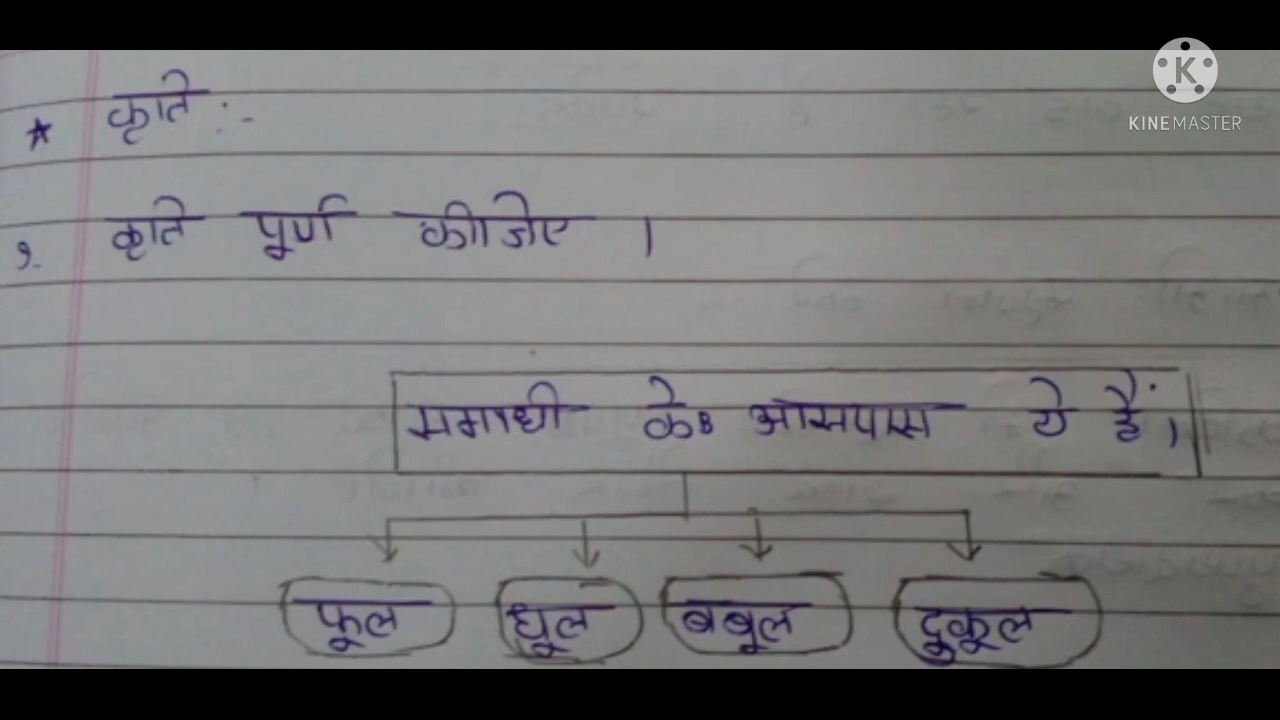 * कृति :-
१. कृति पूर्ण कीजिए ।
समाधी के आसपास ये हैं ।
फूल धूल बबूल दुकूल
KINEMASTER